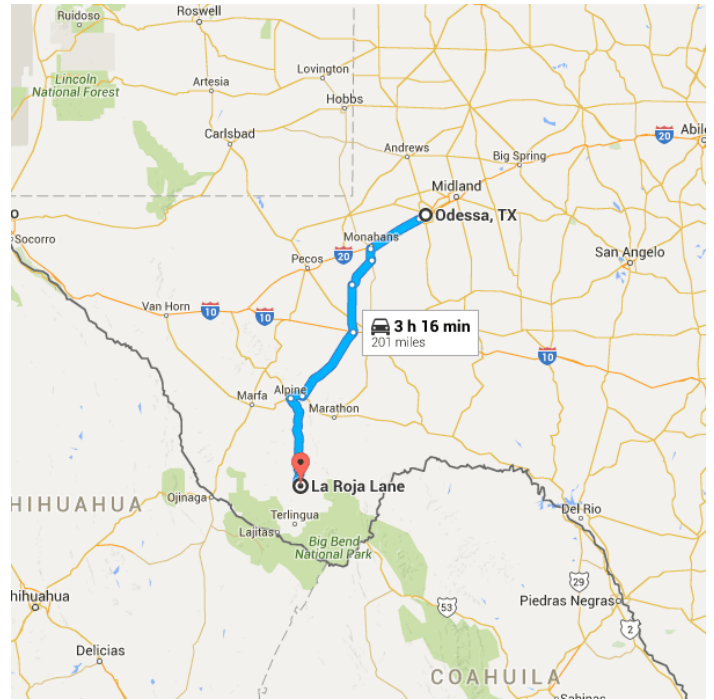 Ruidoso
Roswell
Lincoln
National Forest
Artesia
Lovington
Hobbs
Carlsbad
Andrews
Big Spring
20
Abile
Midland
Odessa, TX
o
Socorro
Monahans
20
Pecos
San Angelo
Van Horn
10
10
3 h 16 min
201 miles
10
Alpine
Marfa
Marathon
La Roja Lane
HIHUAHUA
Ojinaga
Terlingua
Lajitas
Big Bend
National Park
Del Rio
29
hihuahua
53
Piedras Negras
2
Delicias
COAHUILA
Sabinas